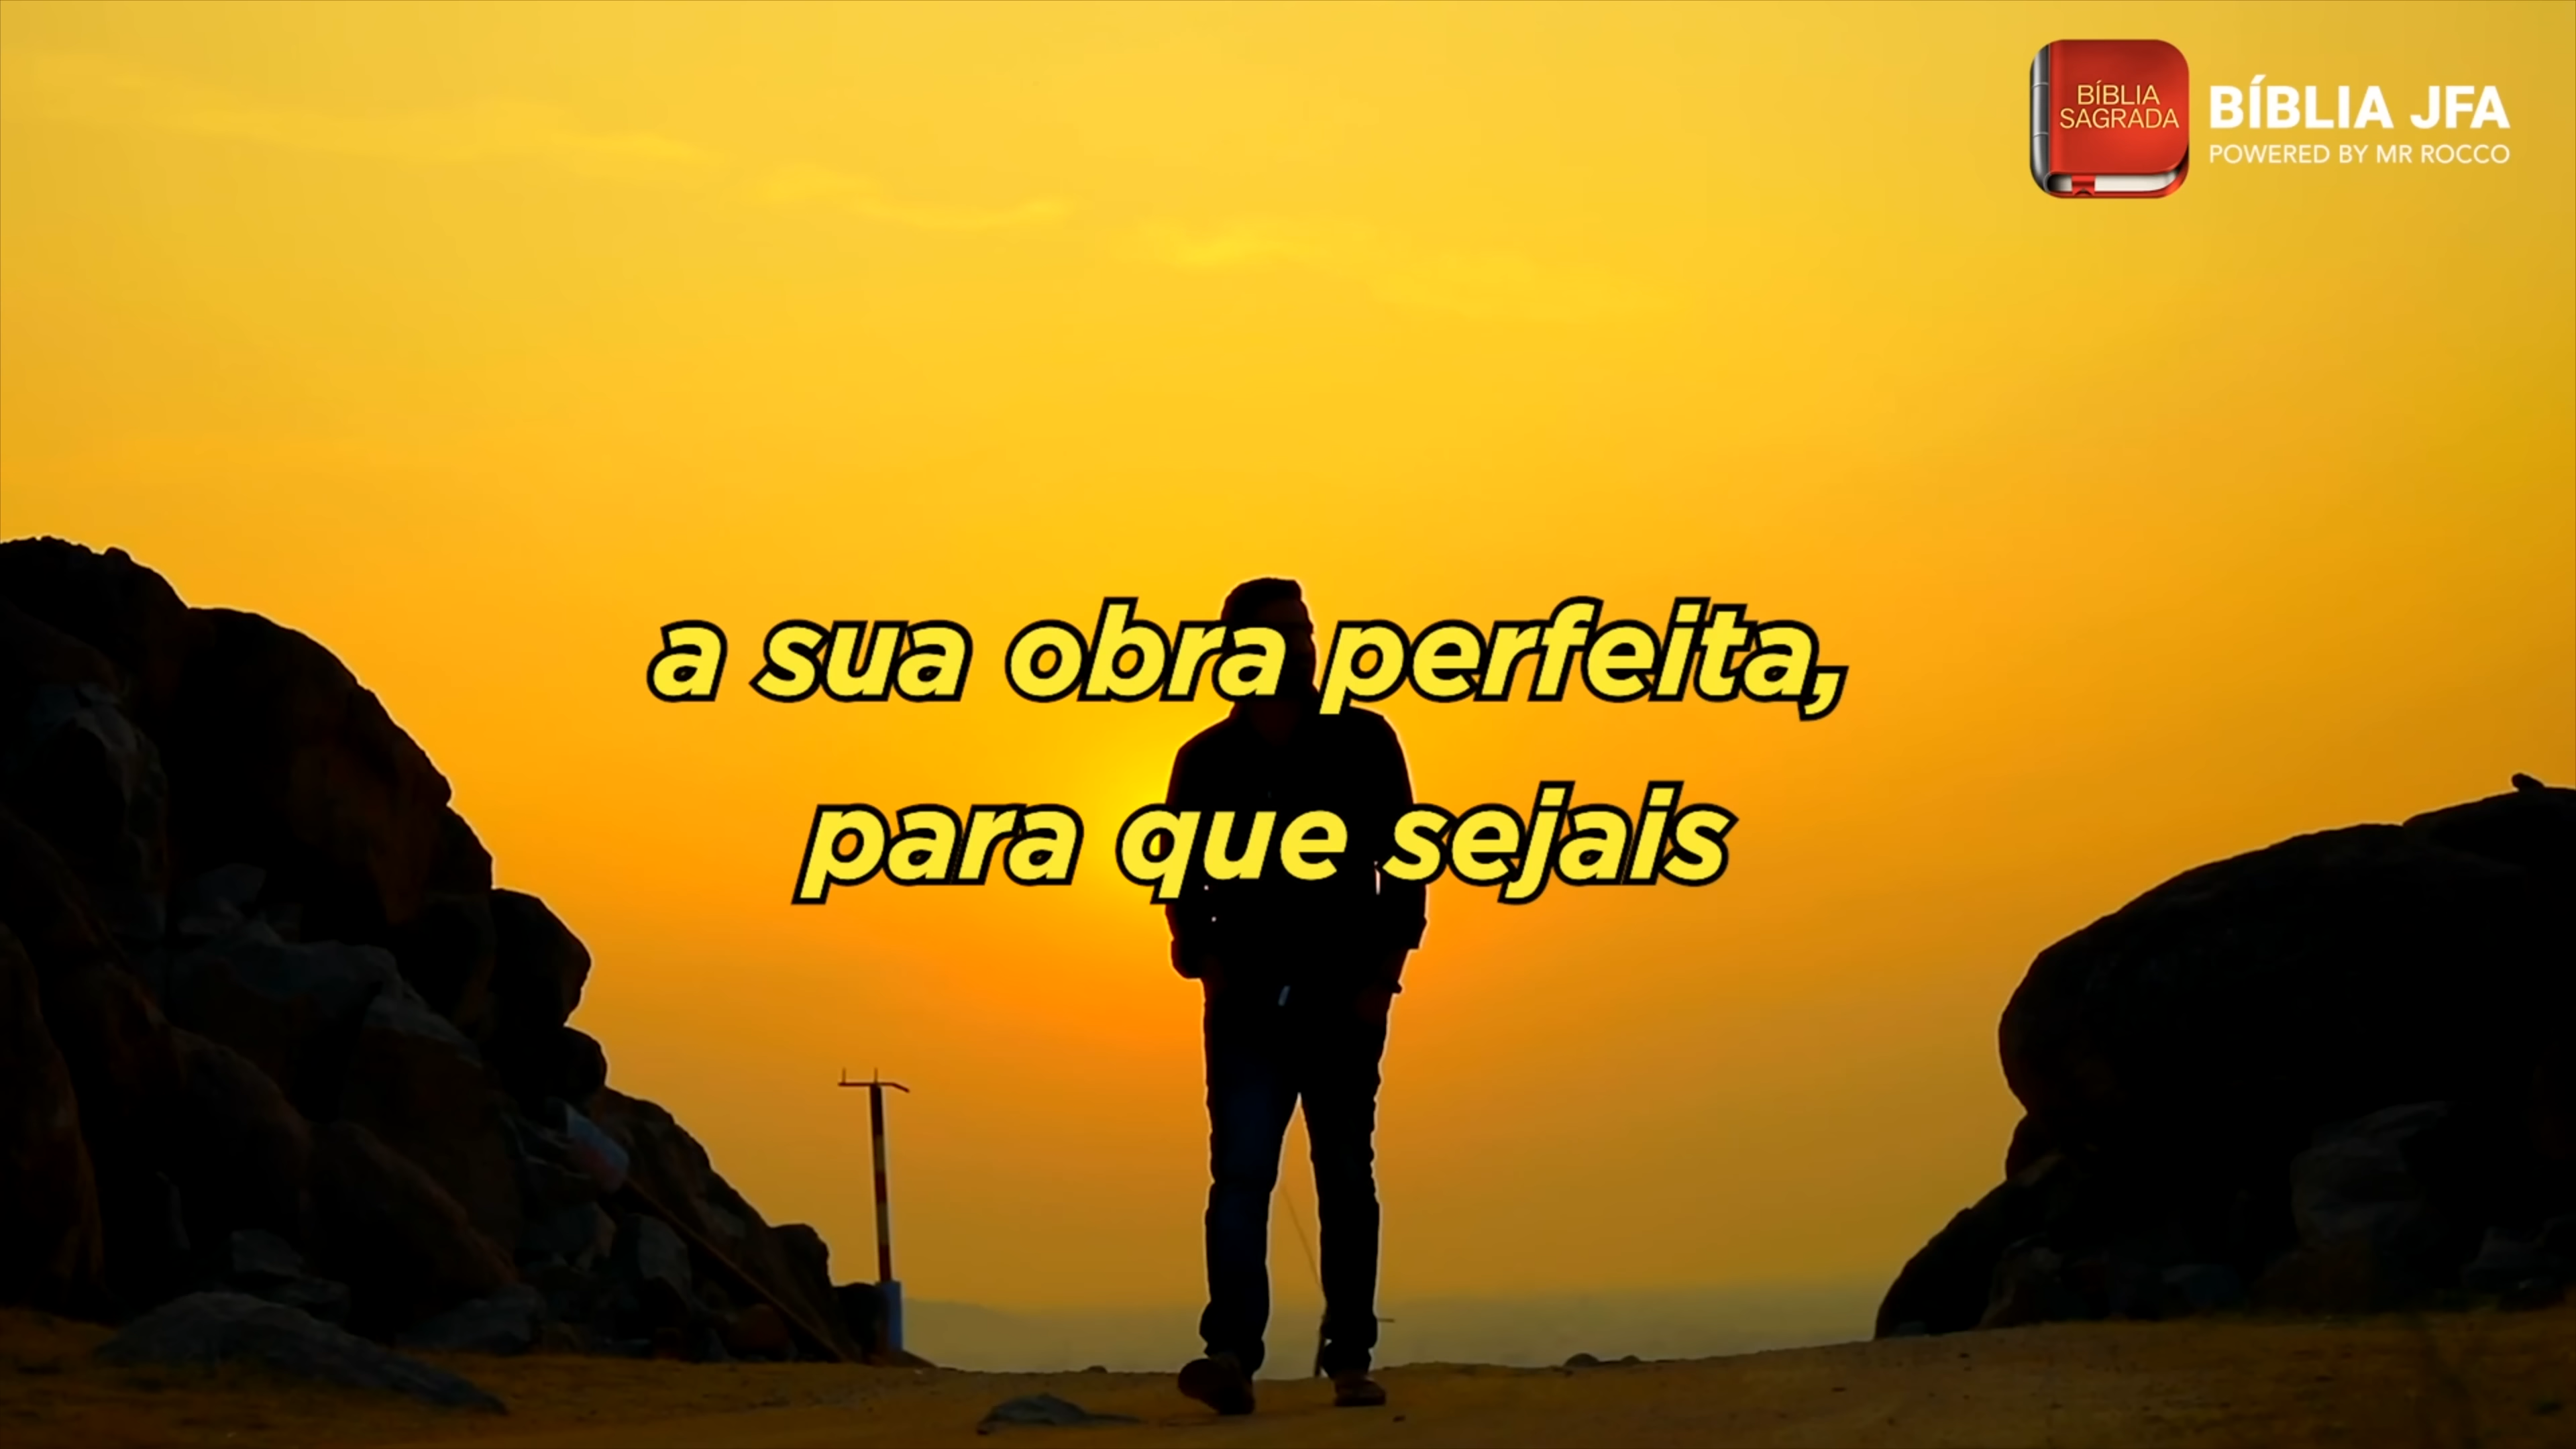 BÍBLIA
SAGRADA
BÍBLIA JFA
POWERED BY MR ROCCO
a sua obra perfeita,
para que sejais